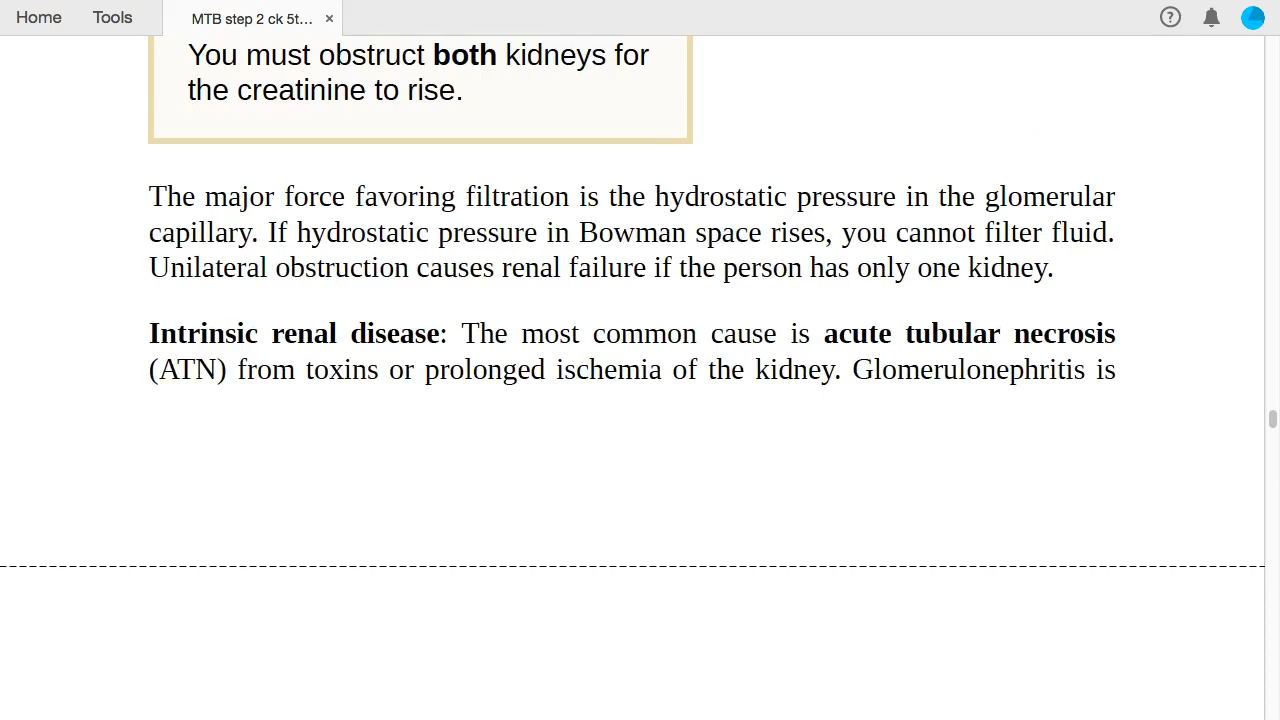 Home Tools MTB step 2 ck 5t... ×
You must obstruct both kidneys for
the creatinine to rise.
The major force favoring filtration is the hydrostatic pressure in the glomerular
capillary. If hydrostatic pressure in Bowman space rises, you cannot filter fluid.
Unilateral obstruction causes renal failure if the person has only one kidney.
Intrinsic renal disease: The most common cause is acute tubular necrosis
(ATN) from toxins or prolonged ischemia of the kidney. Glomerulonephritis is